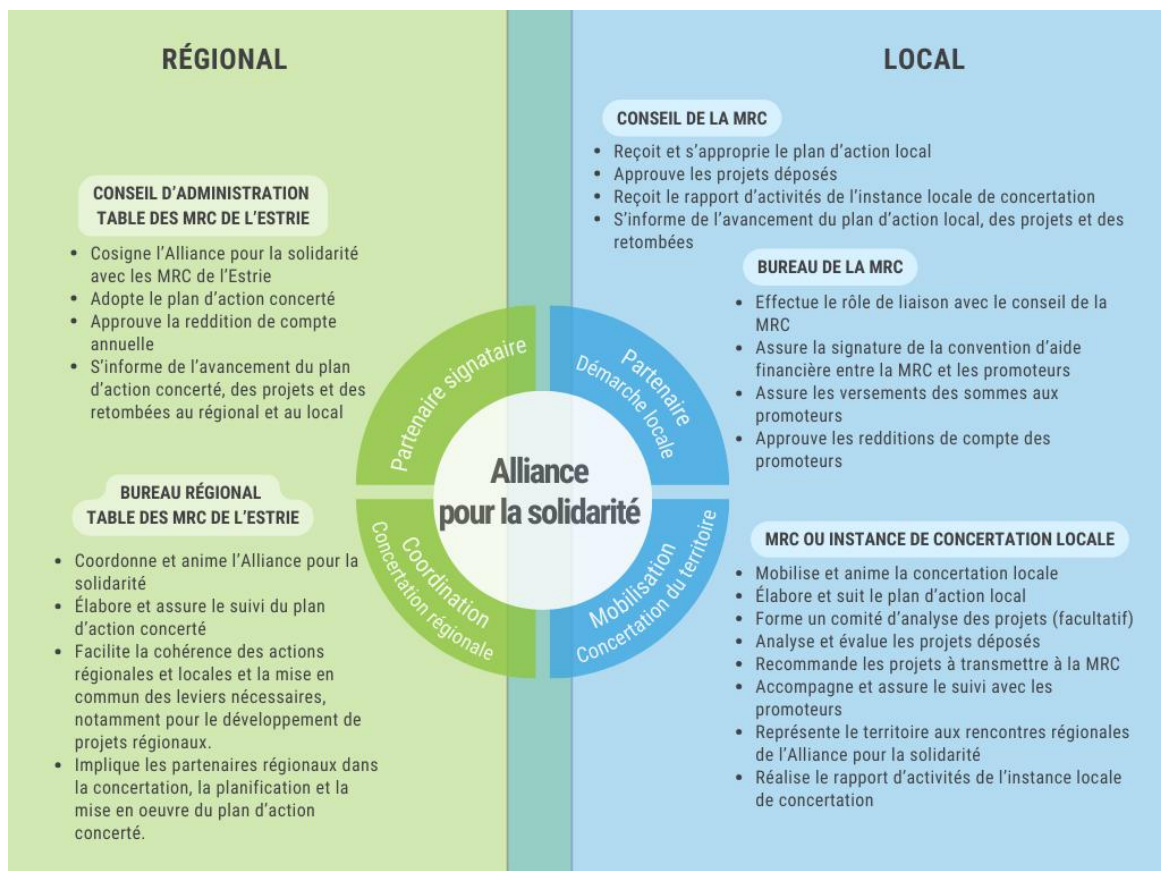 RÉGIONAL
CONSEIL D'ADMINISTRATION
TABLE DES MRC DE L'ESTRIE
• Cosigne l'Alliance pour la solidarité
avec les MRC de l'Estrie
• Adopte le plan d'action concerté
• Approuve la reddition de compte
annuelle
• S'informe de l'avancement du plan
d'action concerté, des projets et des
retombées au régional et au local
BUREAU RÉGIONAL
TABLE DES MRC DE L'ESTRIE
• Coordonne et anime l'Alliance pour la
solidarité
• Élabore et assure le suivi du plan
d'action concerté
• Facilite la cohérence des actions
régionales et locales et la mise en
commun des leviers nécessaires,
notamment pour le développement de
projets régionaux.
• Implique les partenaires régionaux dans
la concertation, la planification et la
mise en oeuvre du plan d'action
concerté.
Partenaire signataire
Partenaire
Démarche locale
Alliance
pour la solidarité
Coordination
Concertation régionale
Mobilisation
Concertation du territoire
LOCAL
CONSEIL DE LA MRC
• Reçoit et s'approprie le plan d'action local
• Approuve les projets déposés
• Reçoit le rapport d'activités de l'instance locale de concertation
• S'informe de l'avancement du plan d'action local, des projets et des
retombées
BUREAU DE LA MRC
• Effectue le rôle de liaison avec le conseil de la
MRC
• Assure la signature de la convention d'aide
financière entre la MRC et les promoteurs
• Assure les versements des sommes aux
promoteurs
• Approuve les redditions de compte des
promoteurs
MRC OU INSTANCE DE CONCERTATION LOCALE
• Mobilise et anime la concertation locale
• Élabore et suit le plan d'action local
• Forme un comité d'analyse des projets (facultatif)
• Analyse et évalue les projets déposés
• Recommande les projets à transmettre à la MRC
• Accompagne et assure le suivi avec les
promoteurs
• Représente le territoire aux rencontres régionales
de l'Alliance pour la solidarité
• Réalise le rapport d'activités de l'instance locale
de concertation